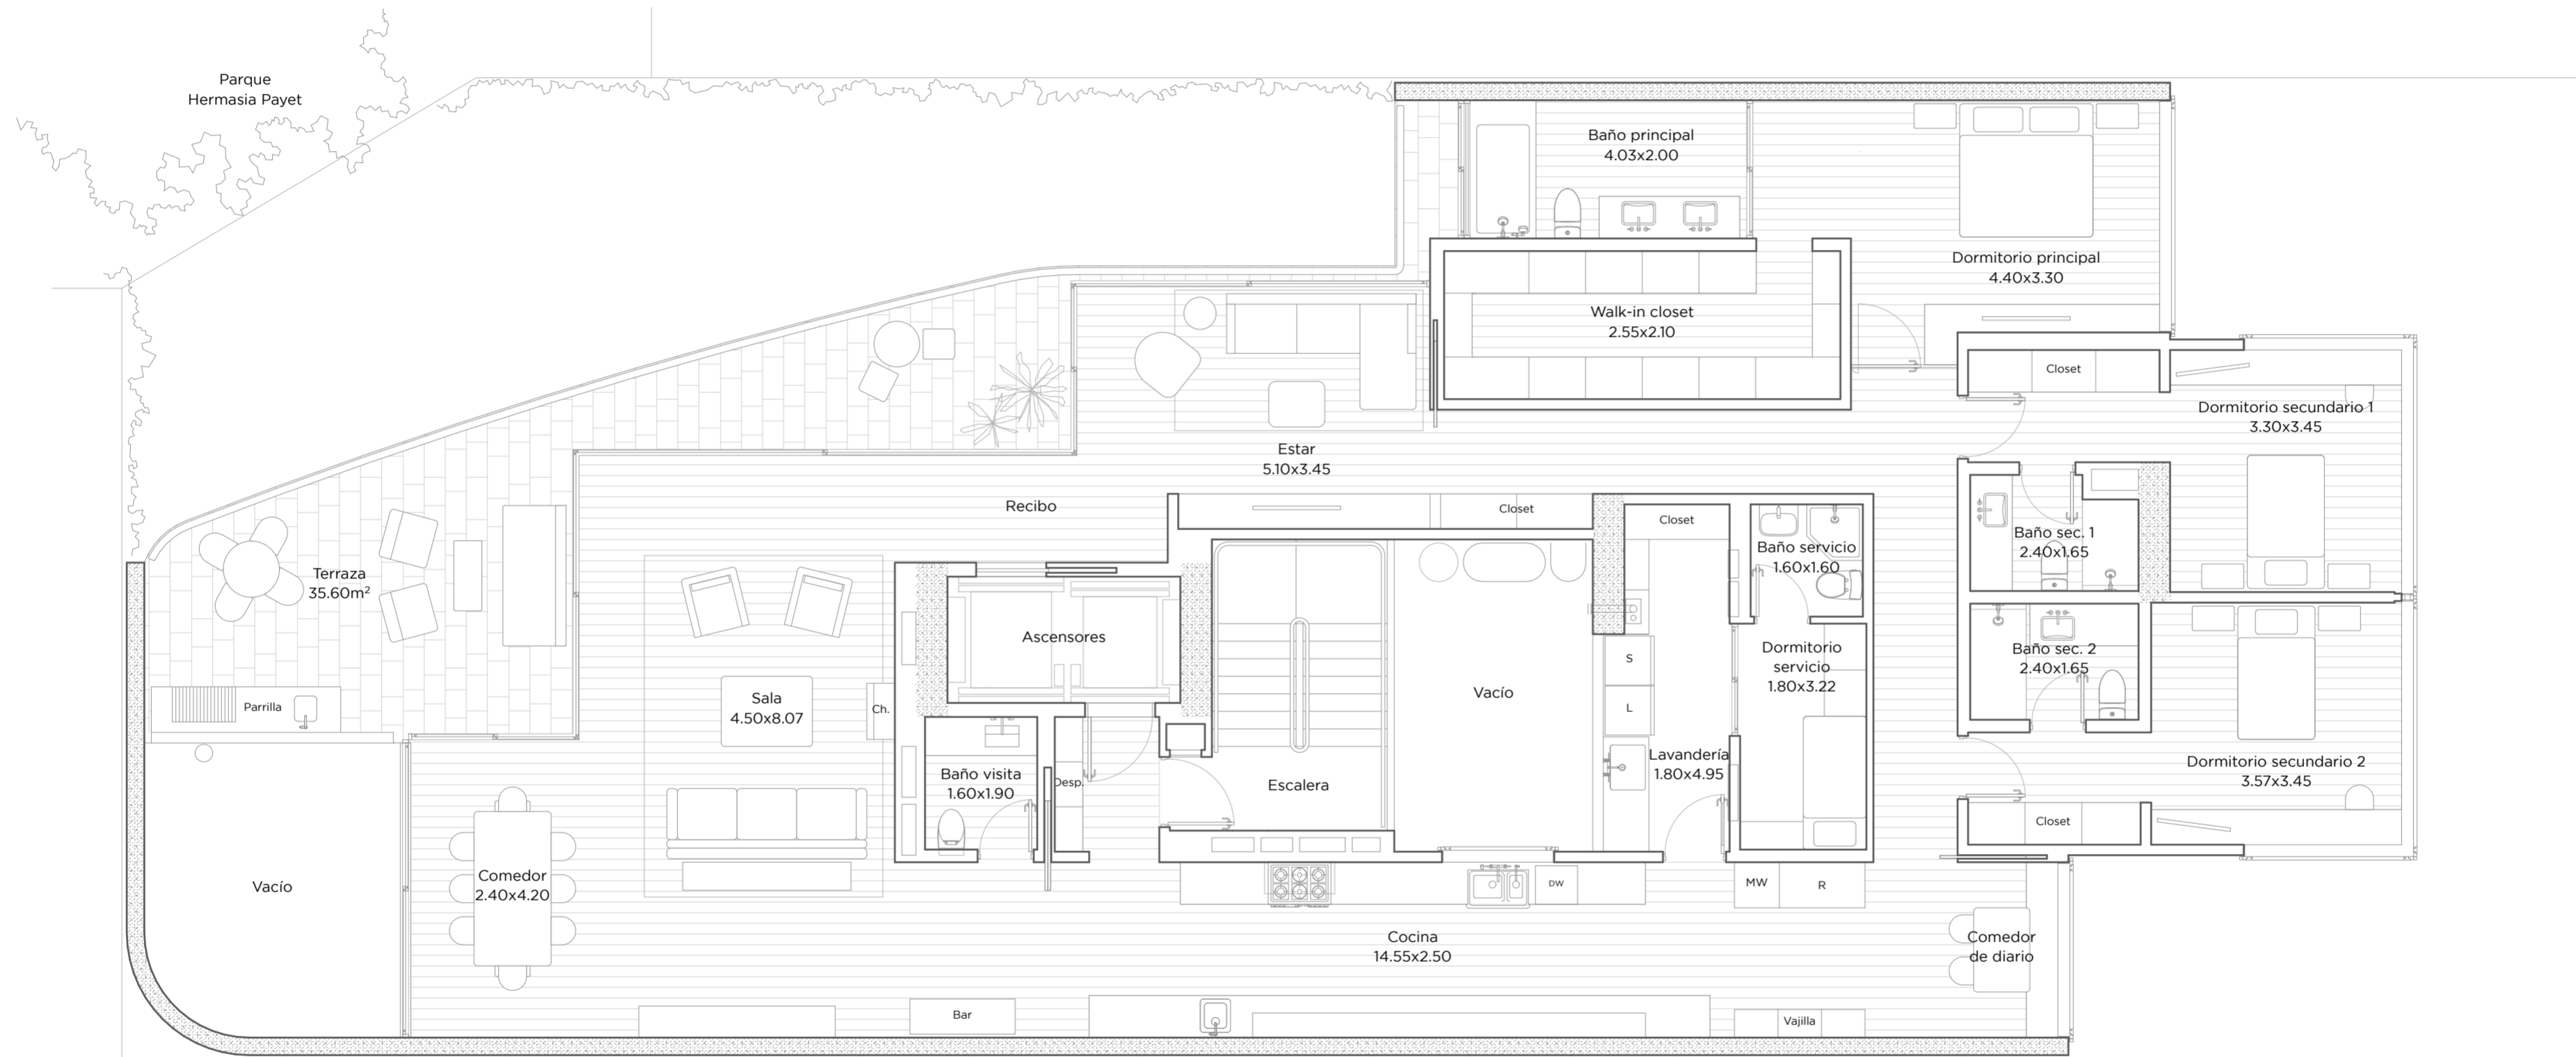 Parque
Hermasia Payet
Baño principal
4.03x2.00
Dormitorio principal
4.40x3.30
Walk-in closet
2.55x2.10
Closet
Dormitorio secundario 1
3.30x3.45
Estar
5.10x3.45
Recibo
Closet
Closet
Baño servicio
1.60x1.60
Baño sec. 1
2.40x1.65
Terraza
35.60m²
Ascensores
Dormitorio
servicio
1.80x3.22
Baño sec. 2
2.40x1.65
S
L
Vacío
Sala
4.50x8.07
Ch.
Parrilla
Lavandería
1.80x4.95
Dormitorio secundario 2
3.57x3.45
Baño visita
1.60x1.90
Desp.
Escalera
Closet
Vacío
Comedor
2.40x4.20
DW
MW
R
Cocina
14.55x2.50
Comedor
de diario
Bar
Vajilla